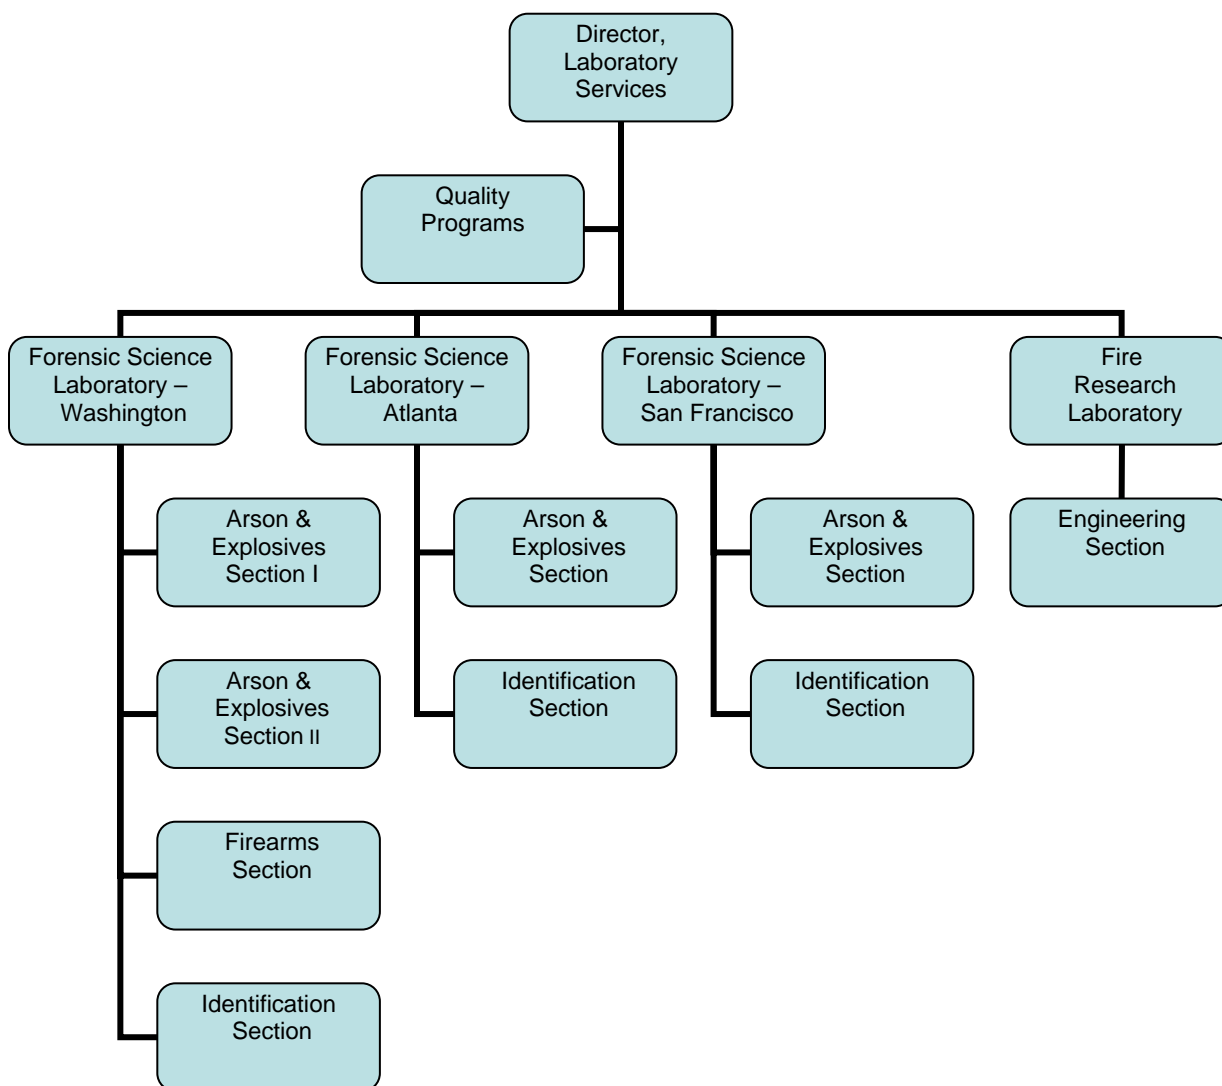 Director,
Laboratory
Services
Quality
Programs
Forensic Science
Laboratory –
Washington
Forensic Science
Laboratory –
Atlanta
Forensic Science
Laboratory –
San Francisco
Fire
Research
Laboratory
Arson &
Explosives
Section I
Arson &
Explosives
Section
Arson &
Explosives
Section
Engineering
Section
Arson &
Explosives
Section II
Identification
Section
Identification
Section
Firearms
Section
Identification
Section